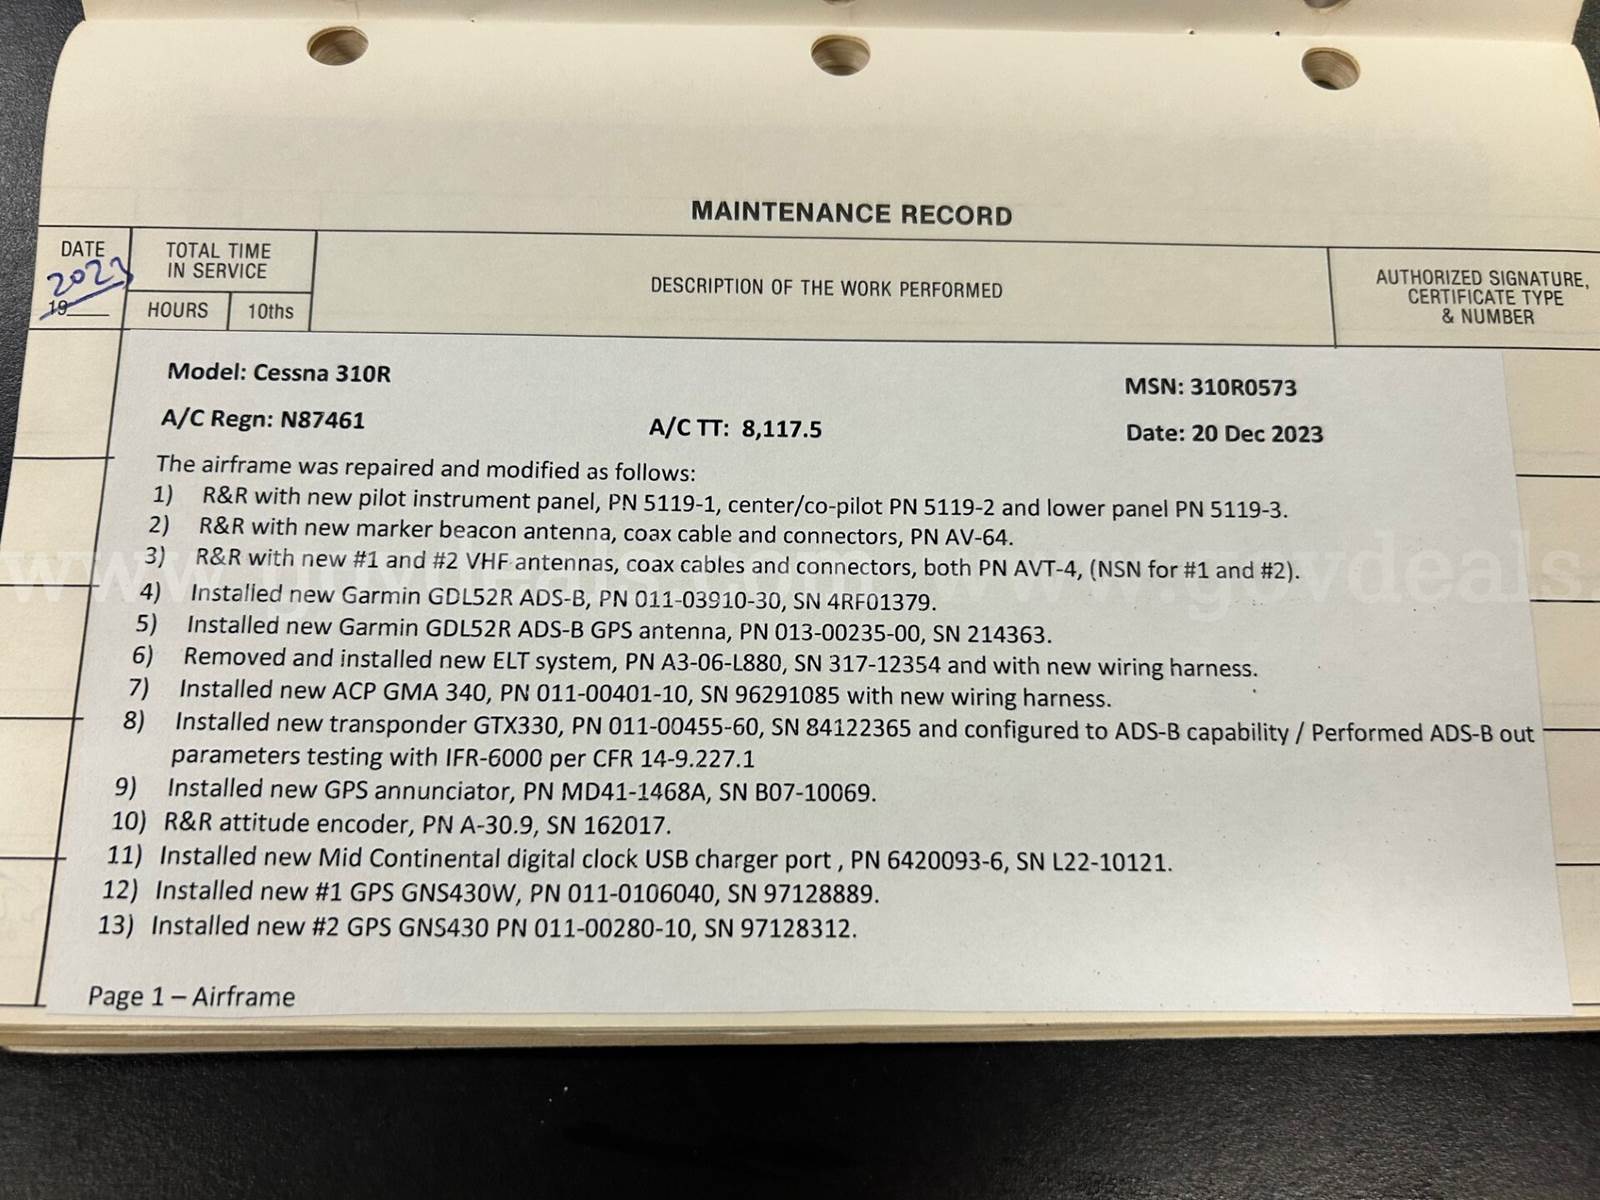 MAINTENANCE RECORD
DATE
2023
19
TOTAL TIME
IN SERVICE
HOURS
10ths
DESCRIPTION OF THE WORK PERFORMED
AUTHORIZED SIGNATURE,
CERTIFICATE TYPE
& NUMBER
Model: Cessna 310R
MSN: 310R0573
A/C Regn: N87461
A/C TT: 8,117.5
Date: 20 Dec 2023
The airframe was repaired and modified as follows:
1) R&R with new pilot instrument panel, PN 5119-1, center/co-pilot PN 5119-2 and lower panel PN 5119-3.
2) R&R with new marker beacon antenna, coax cable and connectors, PN AV-64.
3) R&R with new #1 and #2 VHF antennas, coax cables and connectors, both PN AVT-4, (NSN for #1 and #2).
4) Installed new Garmin GDL52R ADS-B, PN 011-03910-30, SN 4RF01379.
5) Installed new Garmin GDL52R ADS-B GPS antenna, PN 013-00235-00, SN 214363.
6) Removed and installed new ELT system, PN A3-06-L880, SN 317-12354 and with new wiring harness.
7) Installed new ACP GMA 340, PN 011-00401-10, SN 96291085 with new wiring harness.
8) Installed new transponder GTX330, PN 011-00455-60, SN 84122365 and configured to ADS-B capability / Performed ADS-B out
parameters testing with IFR-6000 per CFR 14-9.227.1
9) Installed new GPS annunciator, PN MD41-1468A, SN B07-10069.
10) R&R attitude encoder, PN A-30.9, SN 162017.
11) Installed new Mid Continental digital clock USB charger port , PN 6420093-6, SN L22-10121.
12) Installed new #1 GPS GNS430W, PN 011-0106040, SN 97128889.
13) Installed new #2 GPS GNS430 PN 011-00280-10, SN 97128312.
Page 1 – Airframe
www.govdeals.com www.govdeals.